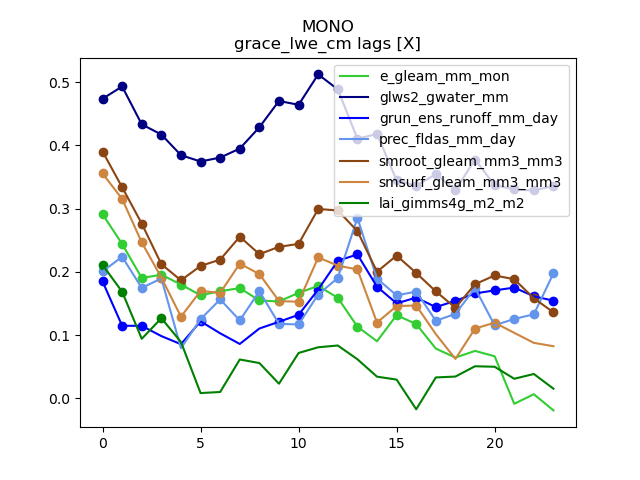 MONO
grace_lwe_cm lags [X]
e_gleam_mm_mon
glws2_gwater_mm
grun_ens_runoff_mm_day
prec_fldas_mm_day
smroot_gleam_mm3_mm3
smsurf_gleam_mm3_mm3
lai_gimms4g_m2_m2
0.5
0.4
0.3
0.2
0.1
0.0
0 5 10 15 20